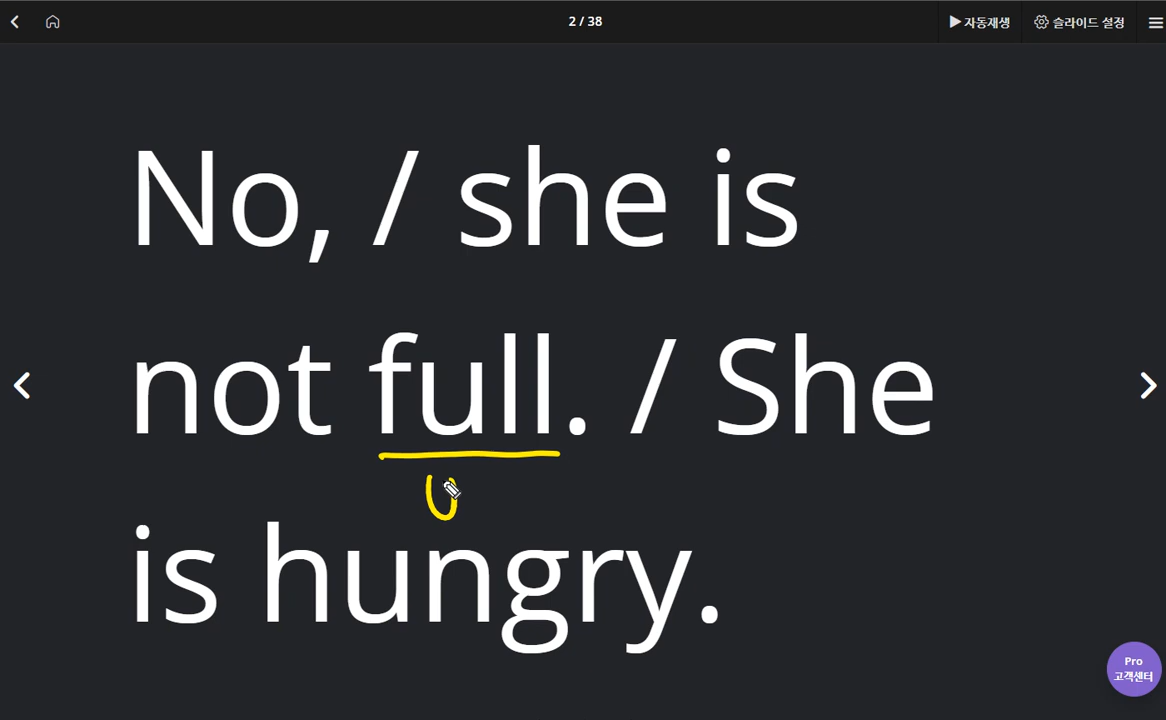 2 / 38
자동재생
슬라이드 설정
No, / she is
not full. / She
is hungry.
Pro
고객센터